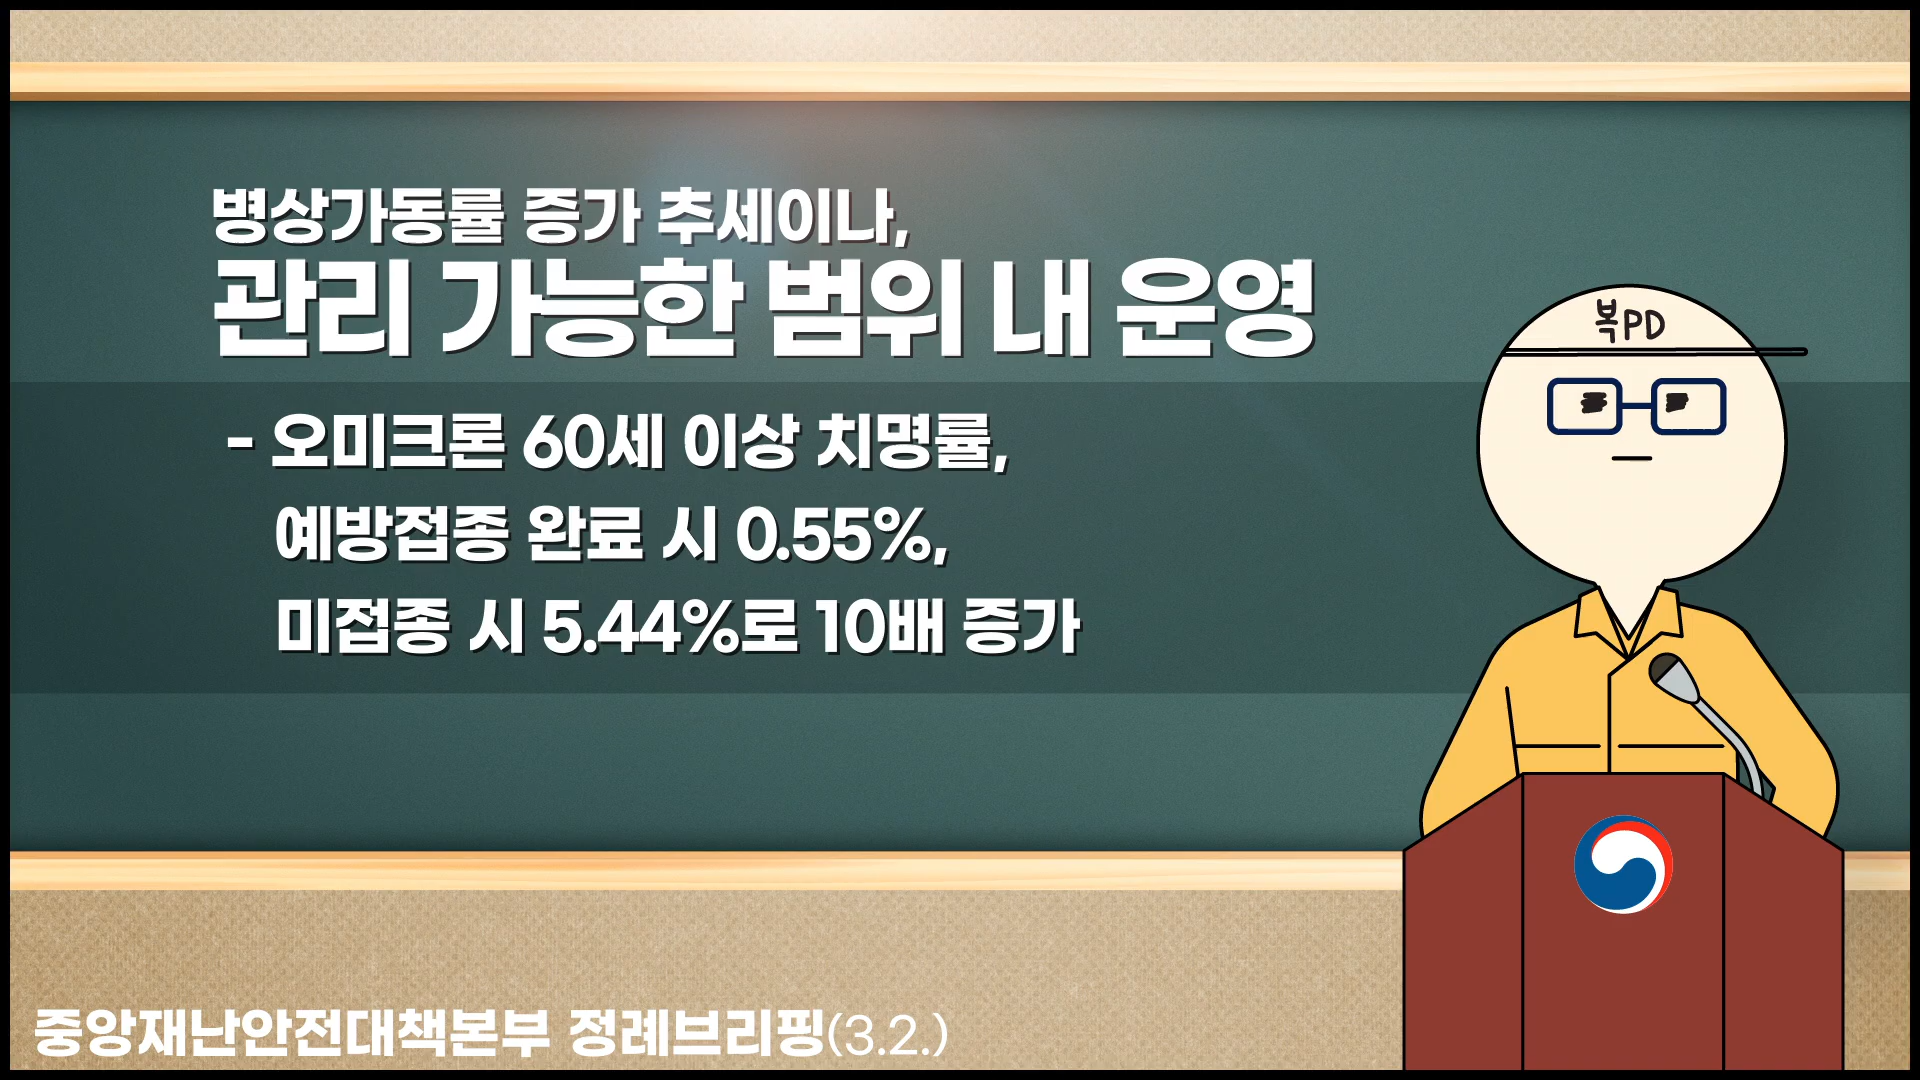 병상가동률 증가 추세이나,
관리 가능한 범위 내 운영
- 오미크론 60세 이상 치명률,
예방접종 완료 시 0.55%,
미접종 시 5.44%로 10배 증가
복PD
중앙재난안전대책본부 정례브리핑(3.2.)